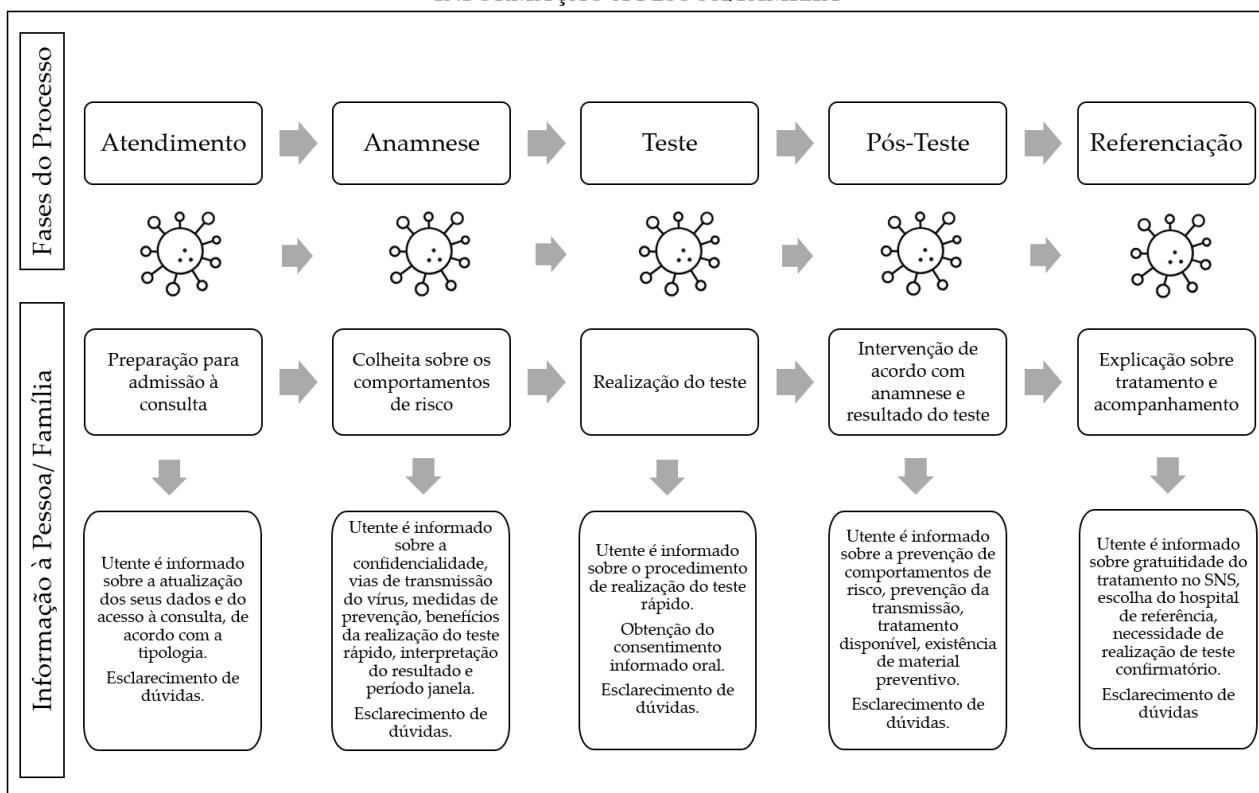 Fases do Processo
Atendimento
Anamnese
Teste
Pós-Teste
Referenciação
Informação à Pessoa/ Família
Preparação para
admissão à
consulta
Colheita sobre os
comportamentos
de risco
Realização do teste
Intervenção de
acordo com
anamnese e
resultado do teste
Explicação sobre
tratamento e
acompanhamento
Utente é informado
sobre a atualização
dos seus dados e do
acesso à consulta, de
acordo com a
tipologia.
Esclarecimento de
dúvidas.
Utente é informado
sobre a
confidencialidade,
vias de transmissão
do vírus, medidas de
prevenção, benefícios
da realização do teste
rápido, interpretação
do resultado e
período janela.
Esclarecimento de
dúvidas.
Utente é informado
sobre o procedimento
de realização do teste
rápido.
Obtenção do
consentimento
informado oral.
Esclarecimento de
dúvidas.
Utente é informado
sobre a prevenção de
comportamentos de
risco, prevenção da
transmissão,
tratamento
disponível, existência
de material
preventivo.
Esclarecimento de
dúvidas.
Utente é informado
sobre gratuitidade do
tratamento no SNS,
escolha do hospital
de referência,
necessidade de
realização de teste
confirmatório.
Esclarecimento de
dúvidas